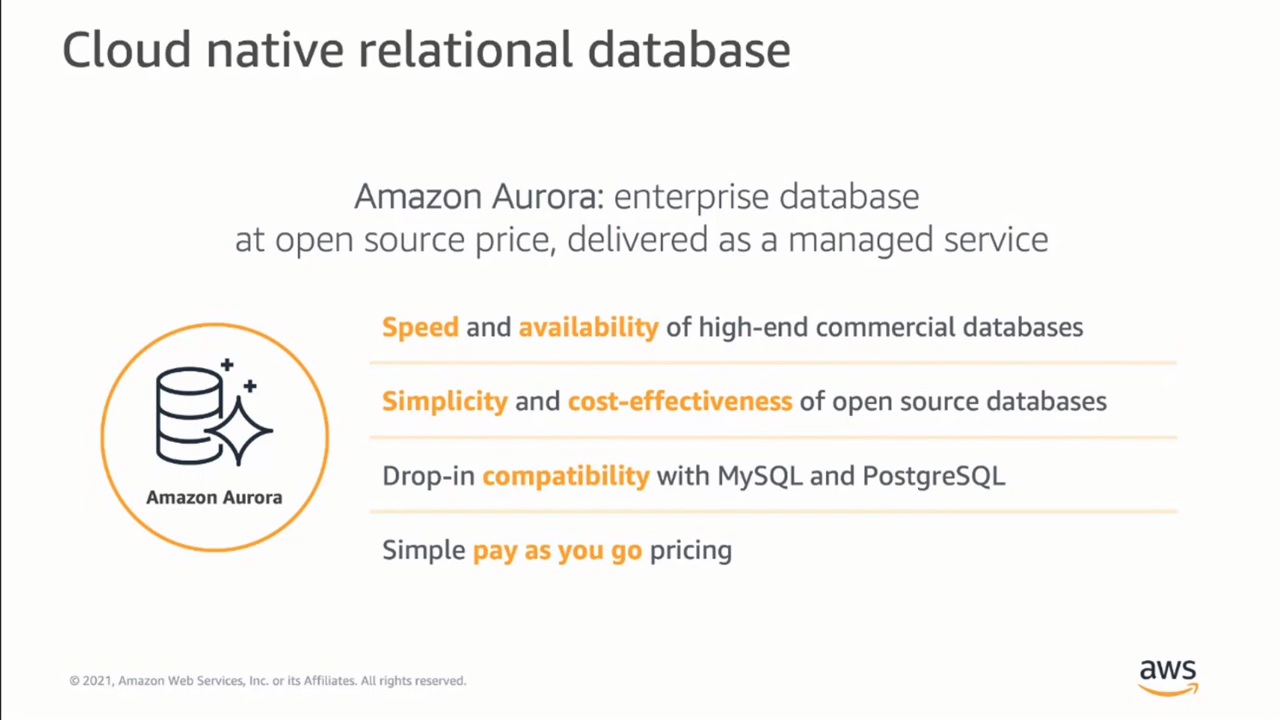 Cloud native relational database
Amazon Aurora: enterprise database
at open source price, delivered as a managed service
Speed and availability of high-end commercial databases
Simplicity and cost-effectiveness of open source databases
Drop-in compatibility with MySQL and PostgreSQL
Simple pay as you go pricing
Amazon Aurora
© 2021, Amazon Web Services, Inc. or its Affiliates. All rights reserved.
aws